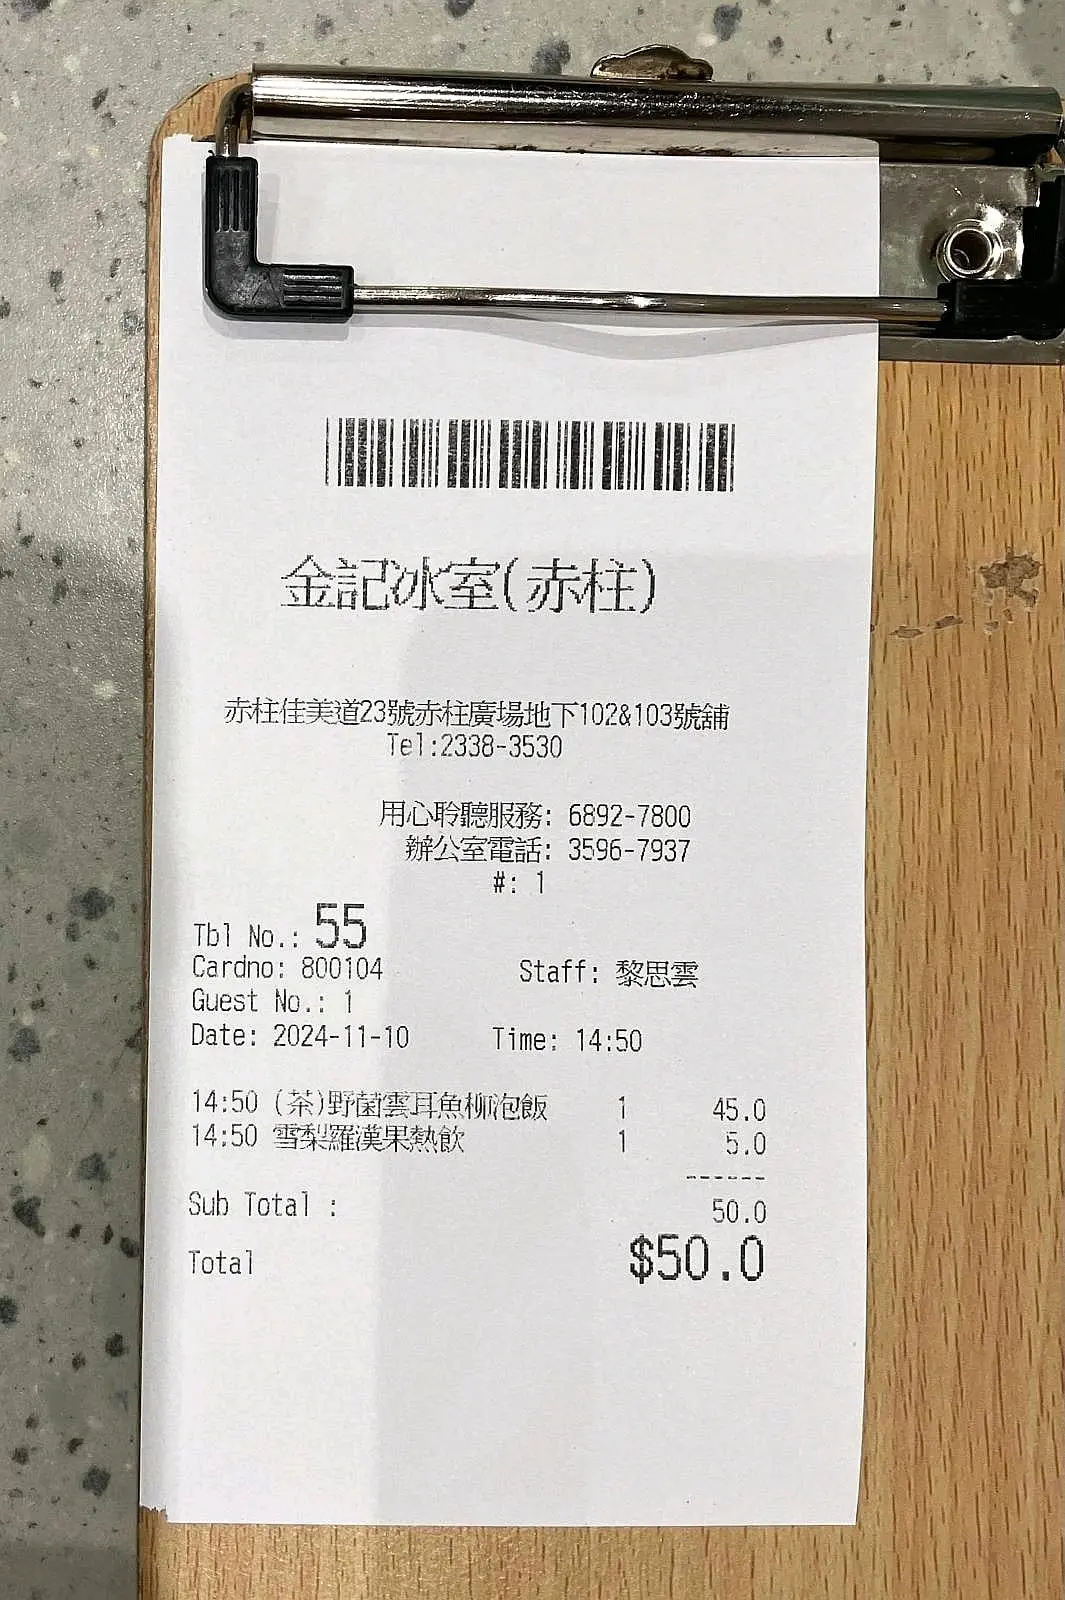 金記冰室(赤柱)
赤柱佳美道23號赤柱廣場地下102&103號舖
Tel:2338-3530
用心聆聽服務: 6892-7800
辦公室電話: 3596-7937
#: 1
Tbl No.: 55
Cardno: 800104 Staff: 黎思雲
Guest No.: 1
Date: 2024-11-10 Time: 14:50
14:50 (茶)野菌雲耳魚柳泡飯 1 45.0
14:50 雪梨羅漢果熱飲 1 5.0
------
Sub Total : 50.0
Total $50.0